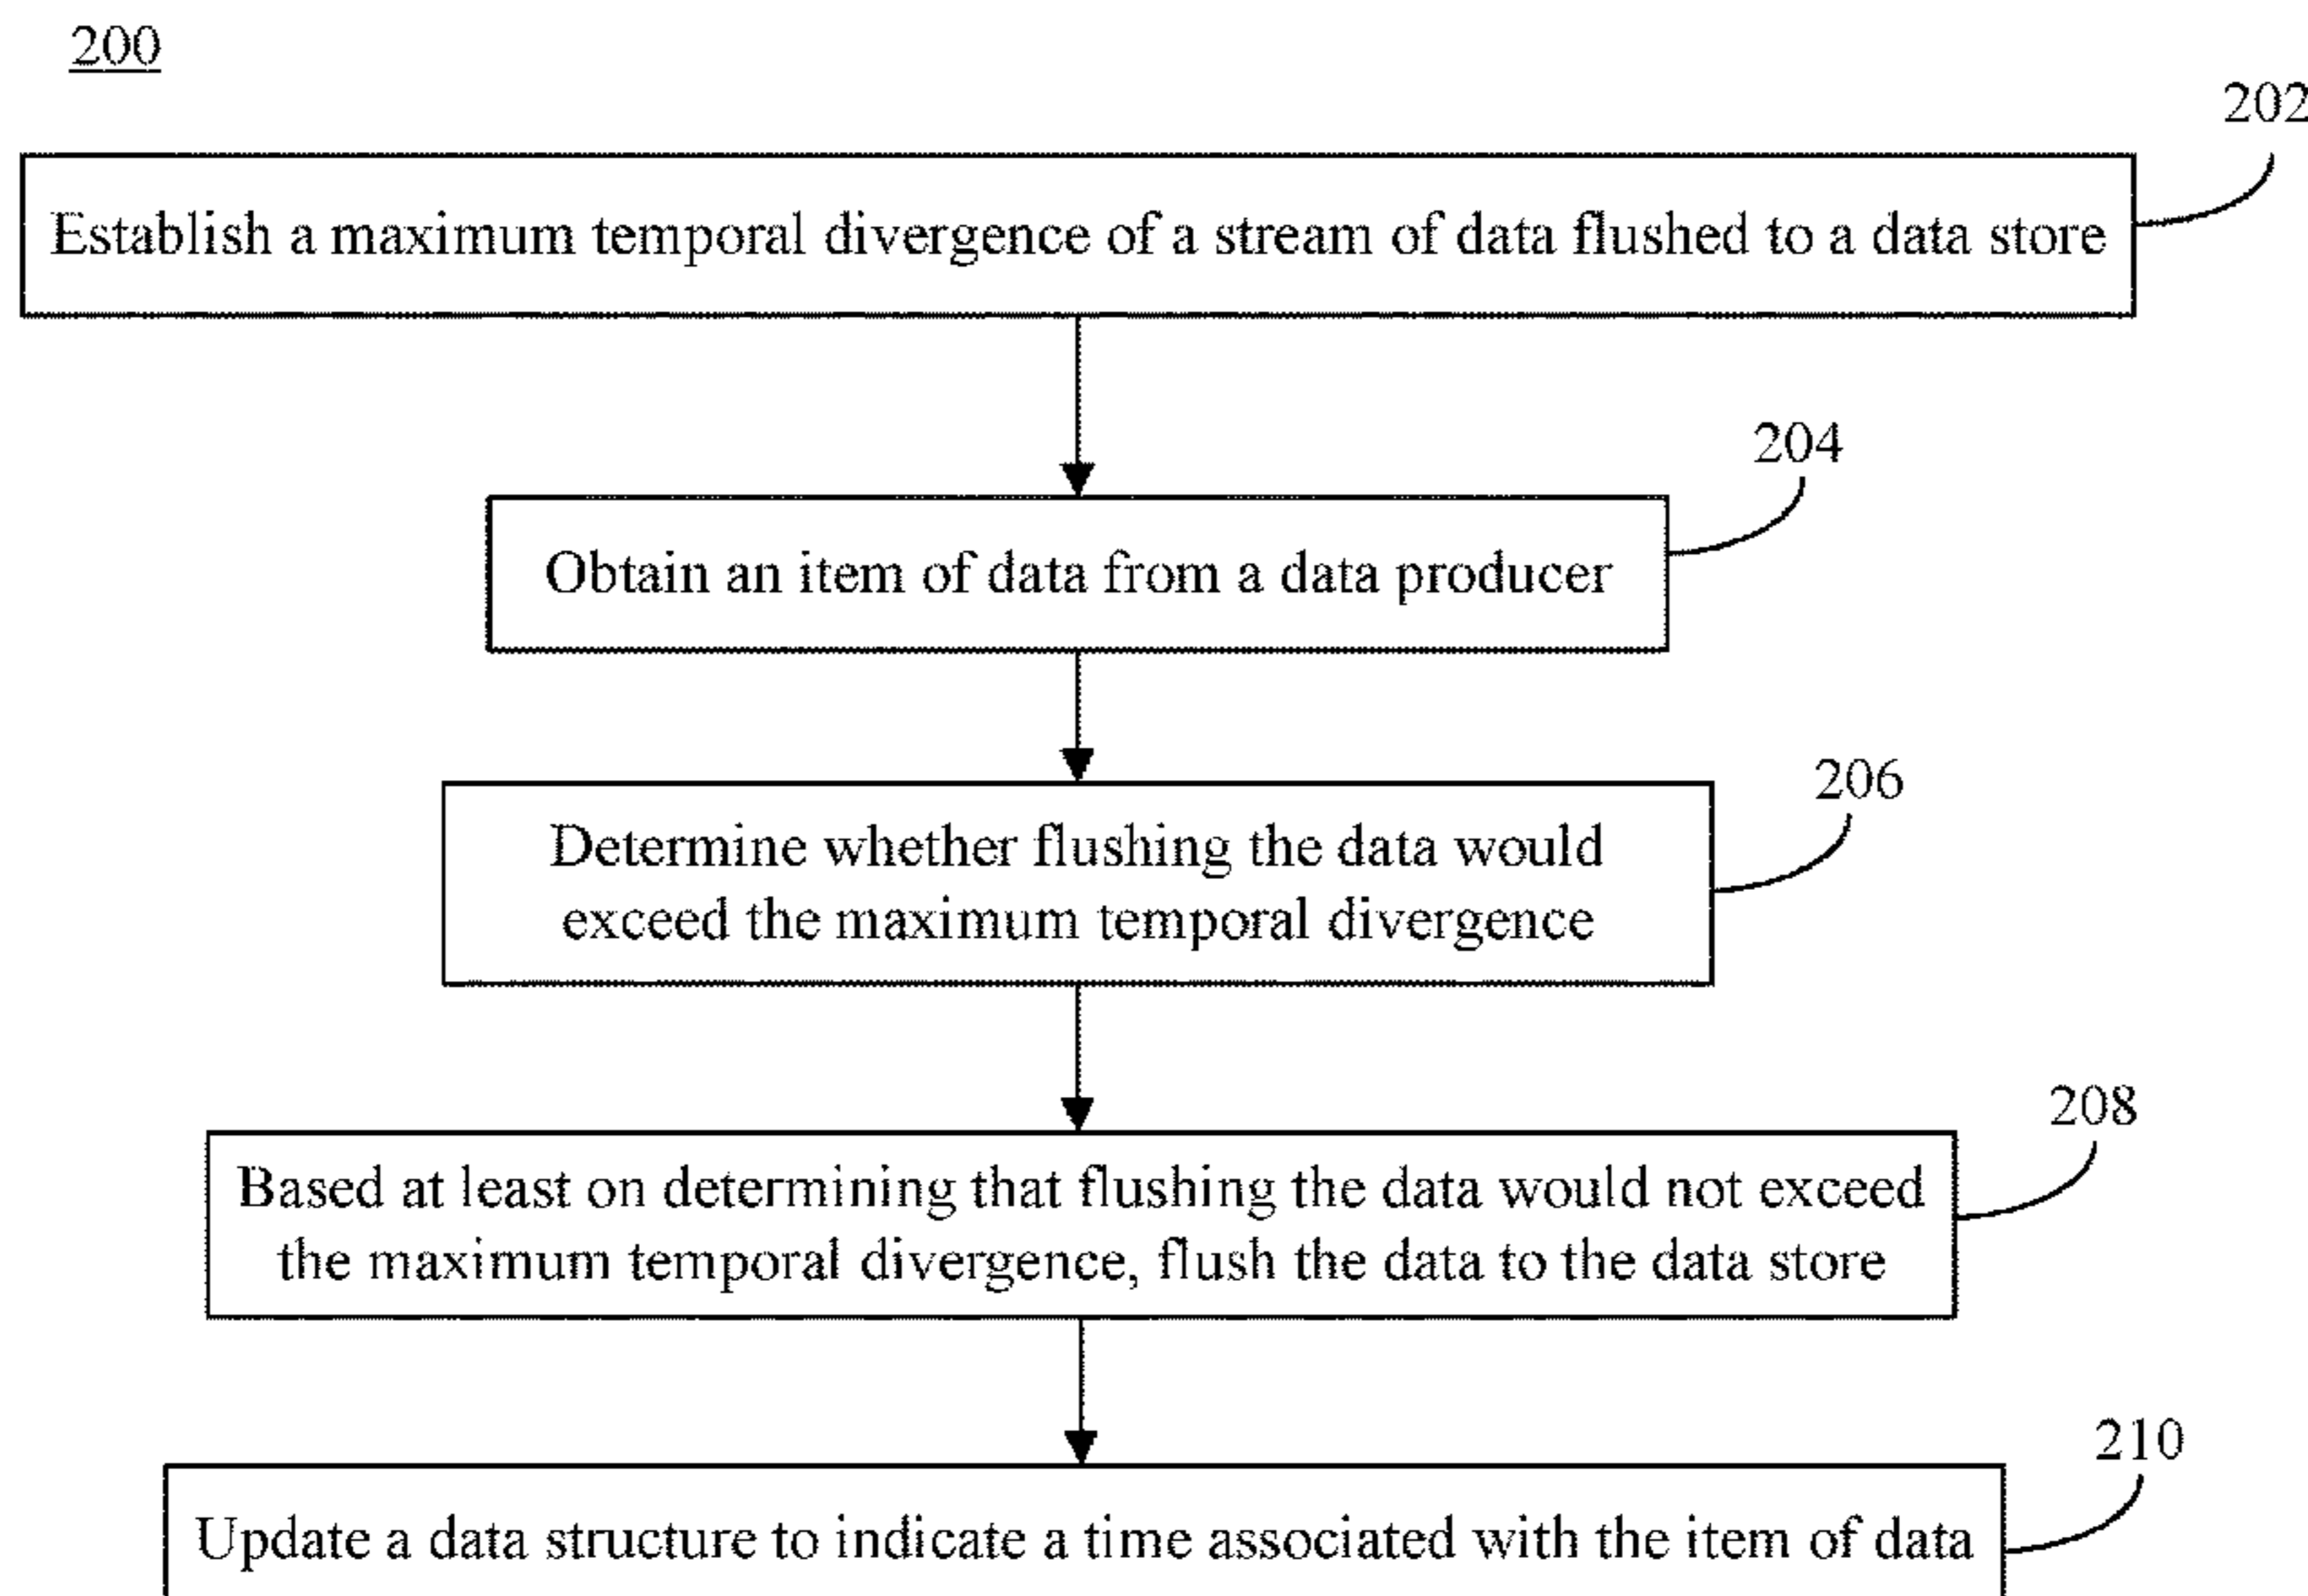 200
202
Establish a maximum temporal divergence of a stream of data flushed to a data store
204
Obtain an item of data from a data producer
206
Determine whether flushing the data would
exceed the maximum temporal divergence
208
Based at least on determining that flushing the data would not exceed
the maximum temporal divergence, flush the data to the data store
210
Update a data structure to indicate a time associated with the item of data